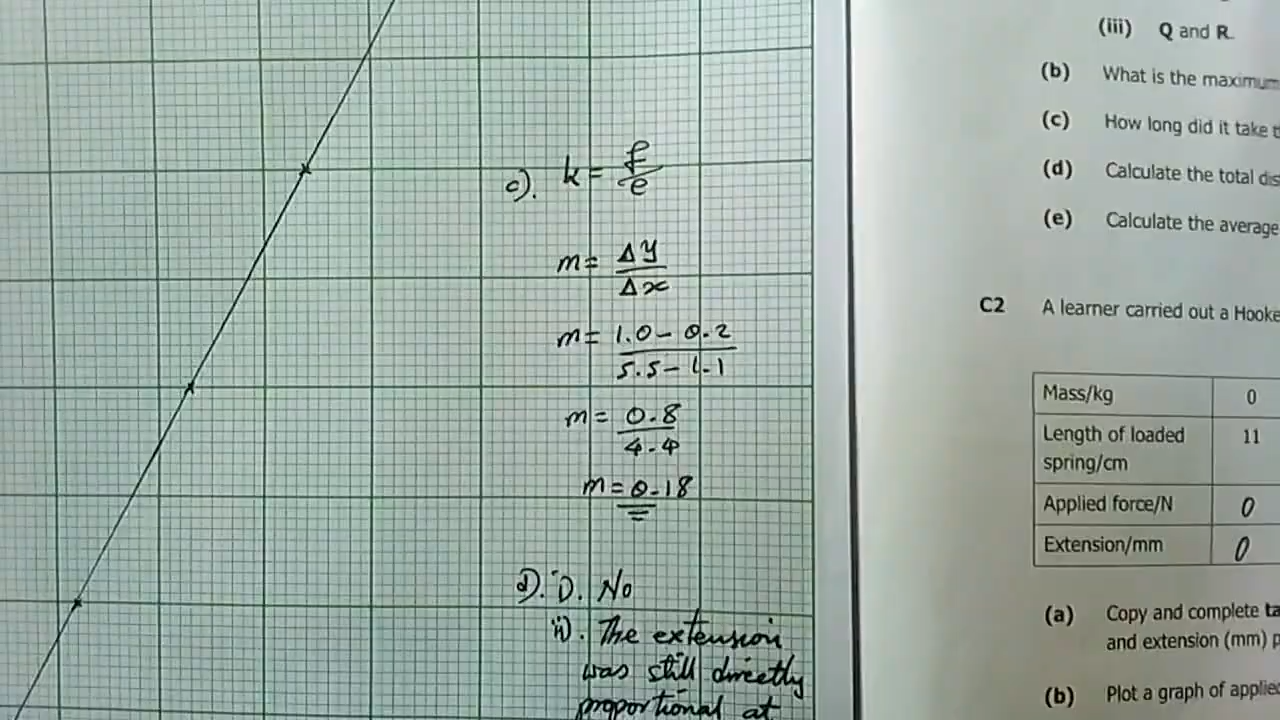 c). k = F/e
m = Δy/Δx
m = 1.0 - 0.2 / 5.5 - 1.1
m = 0.8 / 4.4
m = 0.18
d). i). No
ii). The extension
was still directly
proportional at
(iii) Q and R.
(b) What is the maximum
(c) How long did it take t
(d) Calculate the total dis
(e) Calculate the average
C2 A learner carried out a Hooke
Mass/kg 0
Length of loaded 11
spring/cm
Applied force/N 0
Extension/mm 0
(a) Copy and complete ta
and extension (mm) p
(b) Plot a graph of applie